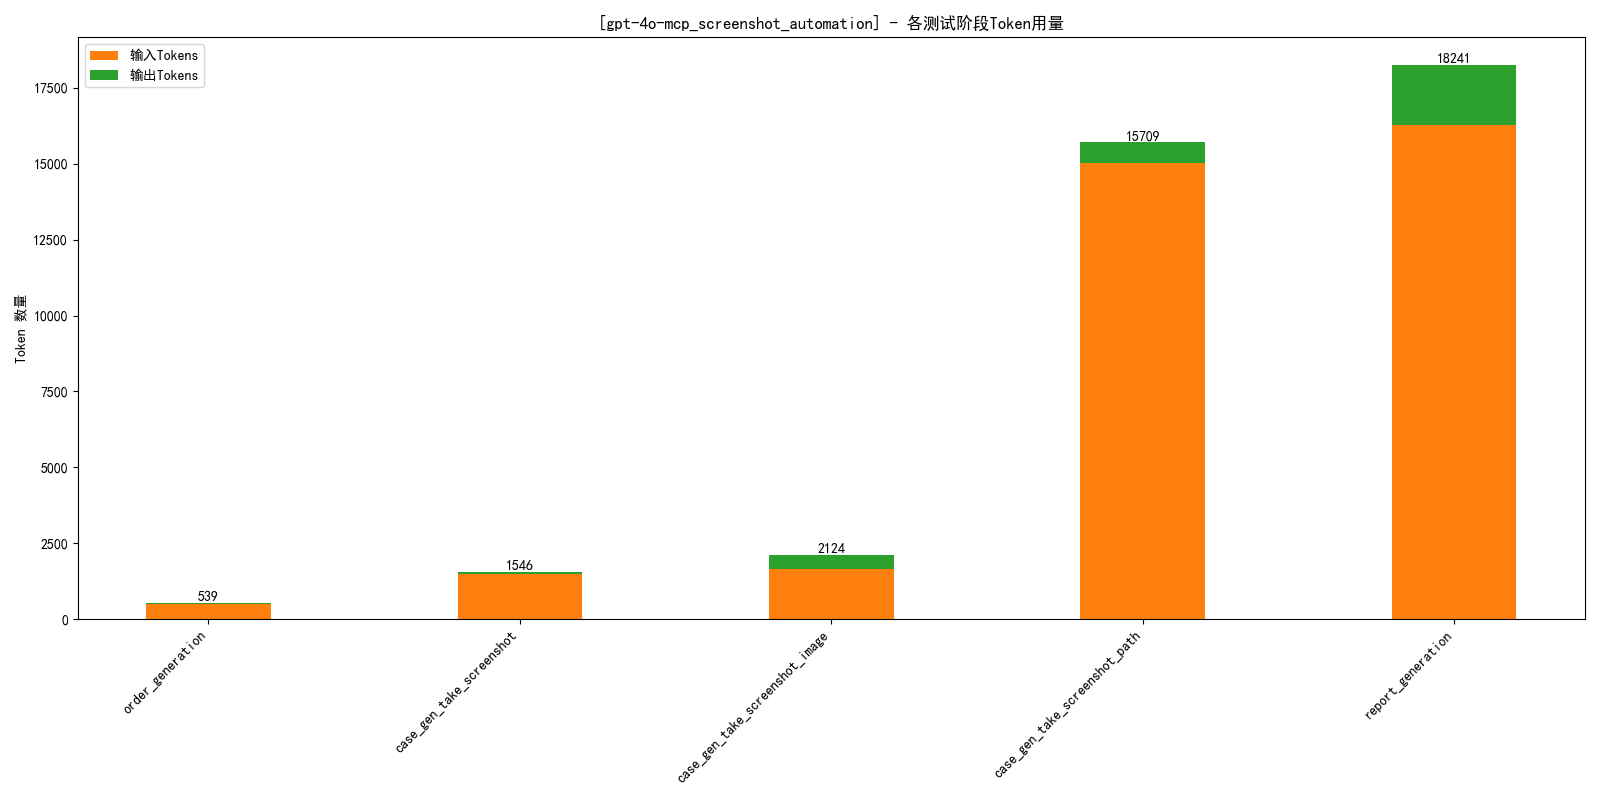 [gpt-4o-mcp_screenshot_automation] - 各测试阶段Token用量
输入Tokens
输出Tokens
Token 数量
17500
15000
12500
10000
7500
5000
2500
0
539
1546
2124
15709
18241
order_generation
case_gen_take_screenshot
case_gen_take_screenshot_image
case_gen_take_screenshot_path
report_generation